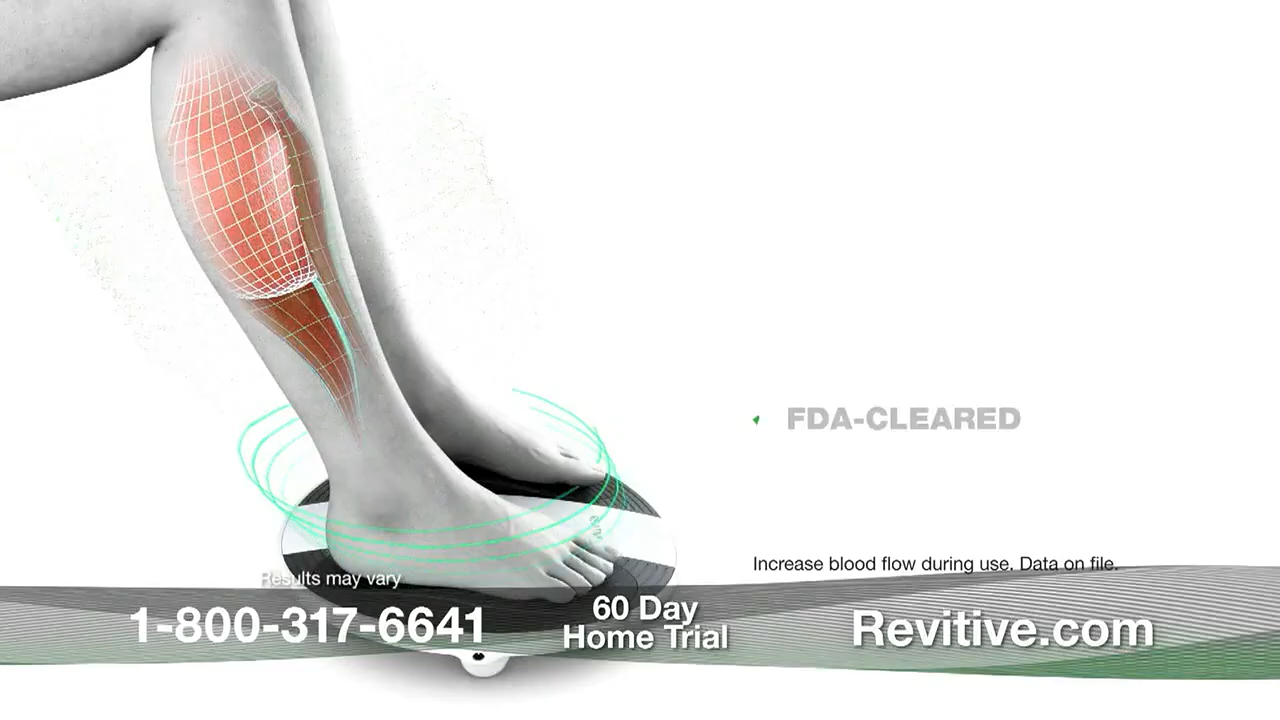 FDA-CLEARED
Increase blood flow during use. Data on file.
Results may vary
1-800-317-6641
60 Day
Home Trial
Revitive.com